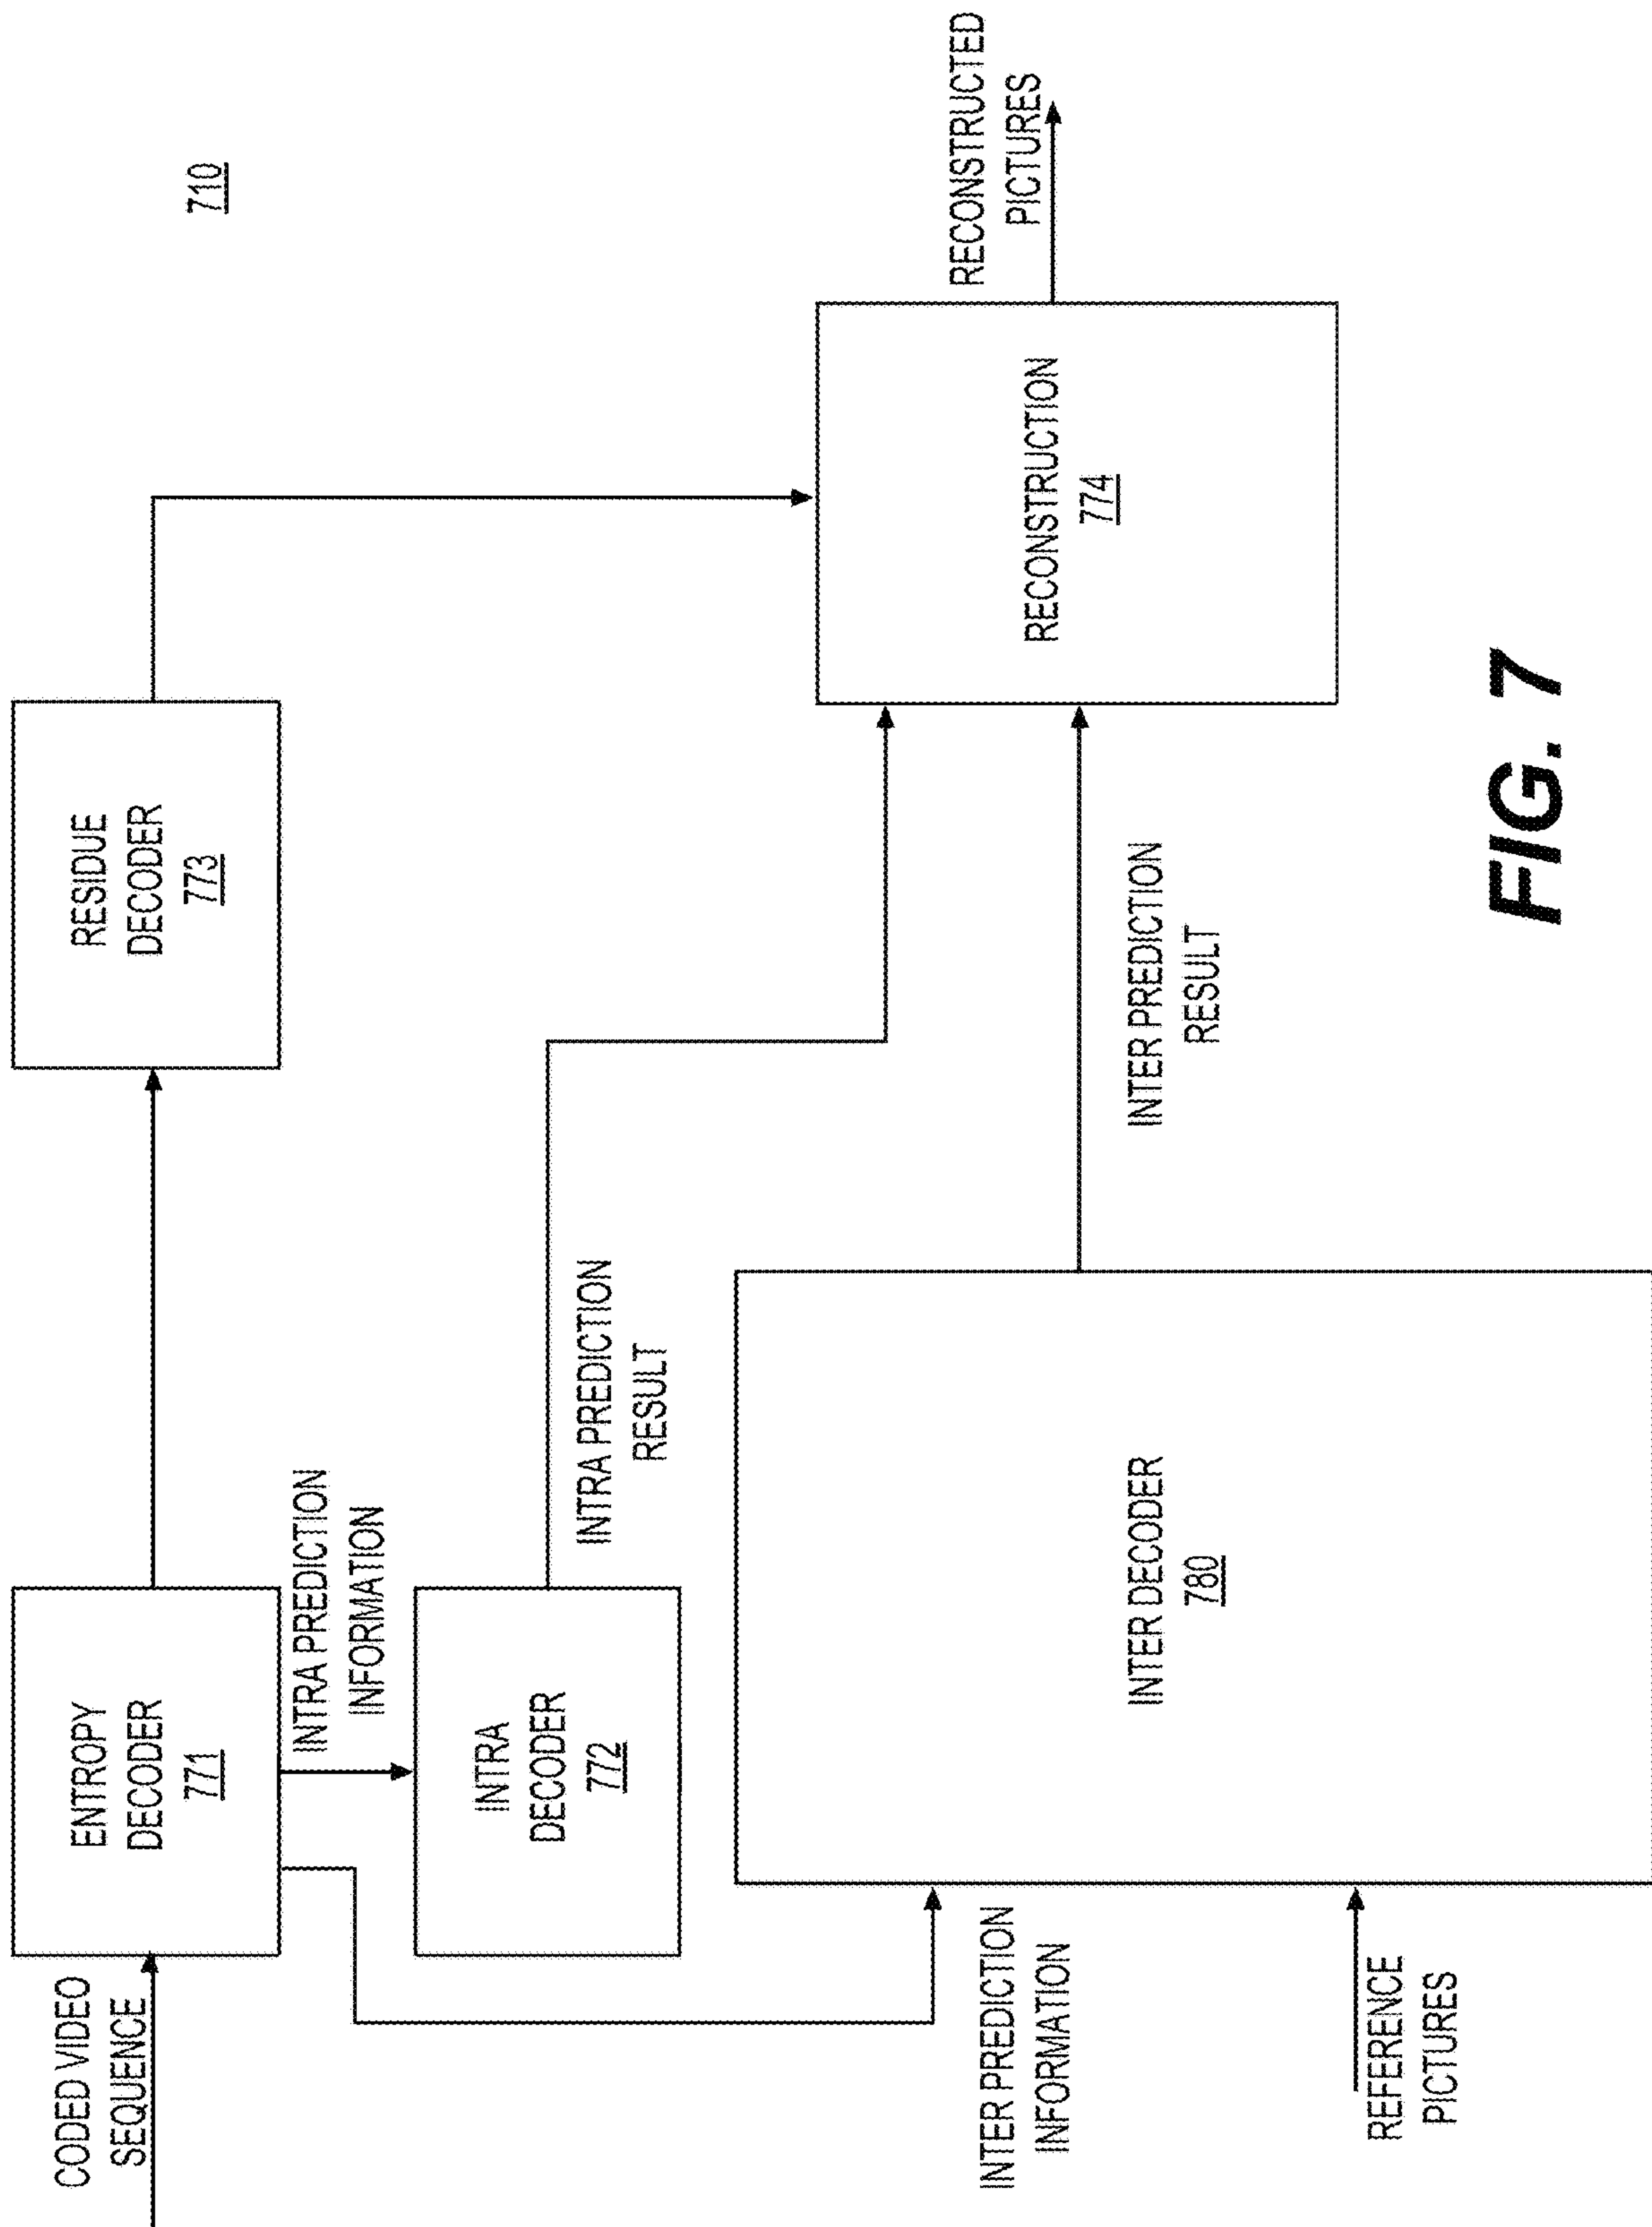 710
CODED VIDEO
SEQUENCE
ENTROPY
DECODER
771
RESIDUE
DECODER
773
INTRA PREDICTION
INFORMATION
INTRA
DECODER
772
INTRA PREDICTION
RESULT
INTER PREDICTION
INFORMATION
REFERENCE
PICTURES
INTER DECODER
780
INTER PREDICTION
RESULT
RECONSTRUCTION
774
RECONSTRUCTED
PICTURES
FIG. 7